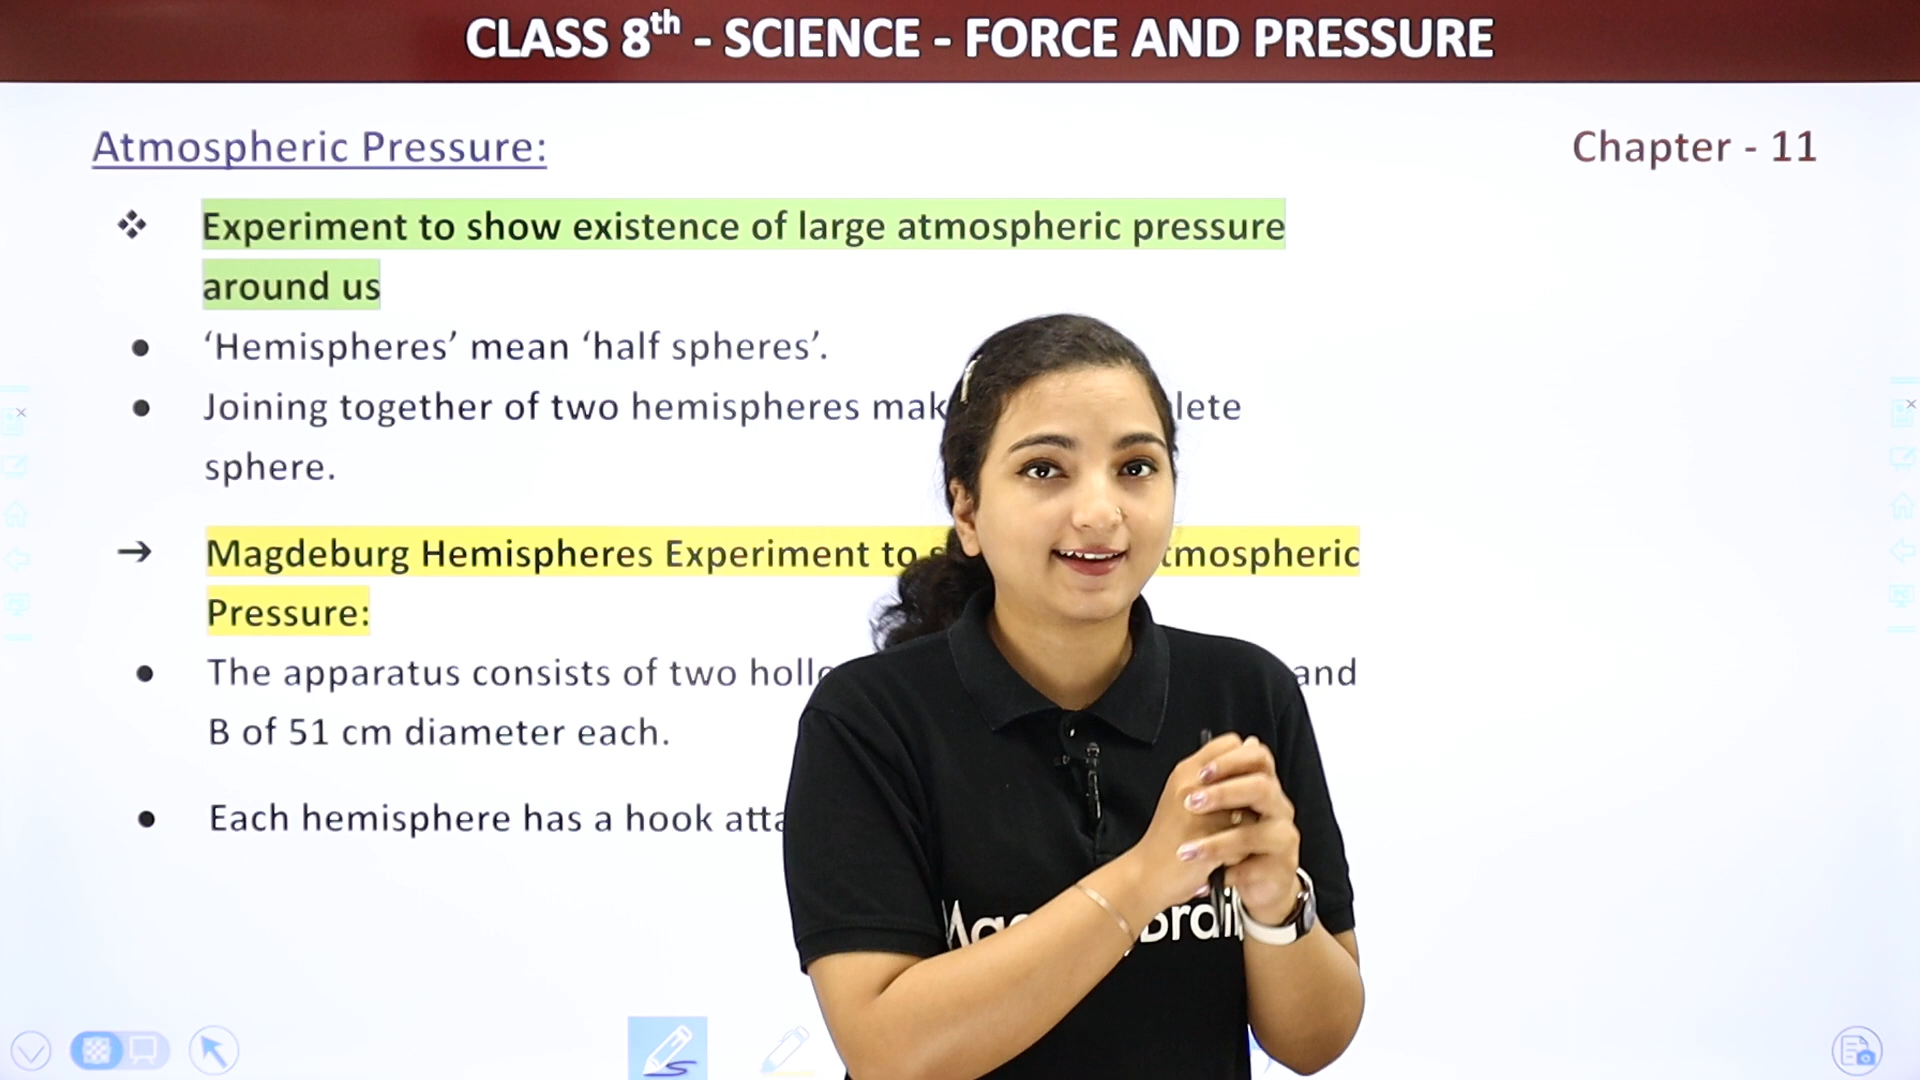 CLASS 8th - SCIENCE - FORCE AND PRESSURE
Atmospheric Pressure:
Chapter - 11
❖ Experiment to show existence of large atmospheric pressure
around us
● ‘Hemispheres’ mean ‘half spheres’.
● Joining together of two hemispheres mak lete
sphere.
→ Magdeburg Hemispheres Experiment to tmospheric
Pressure:
● The apparatus consists of two hollo and
B of 51 cm diameter each.
● Each hemisphere has a hook atta